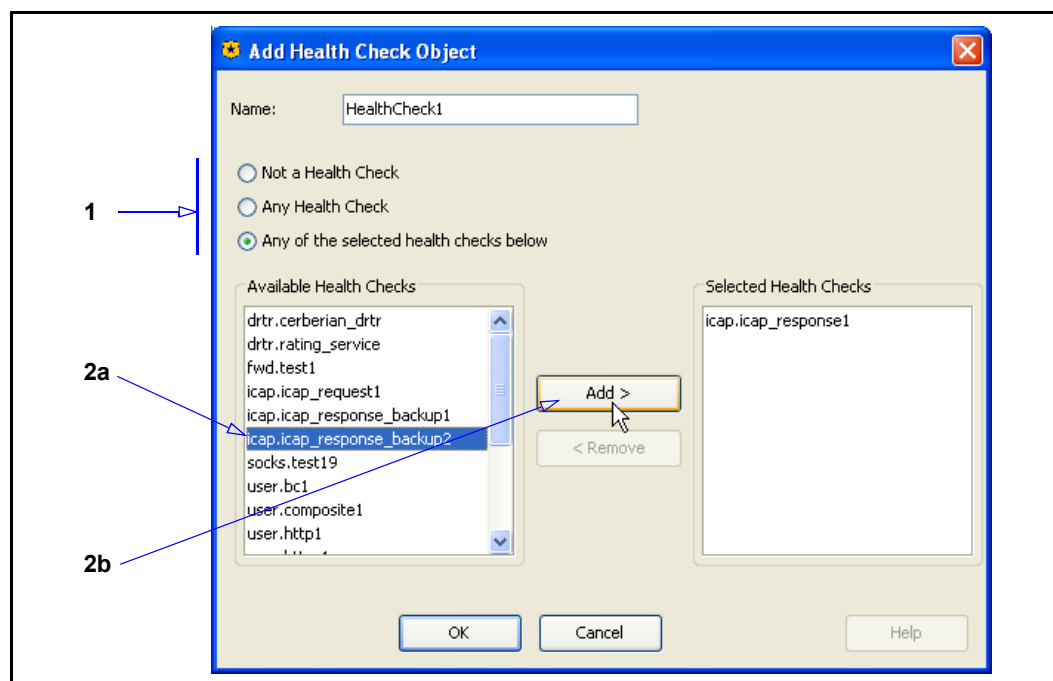 Add Health Check Object
Name:
HealthCheck1
1
Not a Health Check
Any Health Check
Any of the selected health checks below
Available Health Checks
drtr.cerberian_drtr
drtr.rating_service
fwd.test1
icap.icap_request1
icap.icap_response_backup1
icap.icap_response_backup2
socks.test19
user.bc1
user.composite1
user.http1
2a
2b
Add >
< Remove
Selected Health Checks
icap.icap_response1
OK
Cancel
Help